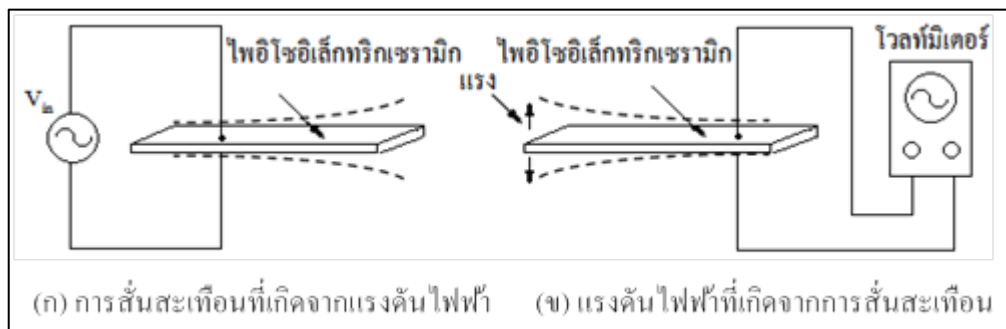 ไพอิโซอิเล็กทริกเซรามิก
V_in
แรง
ไพอิโซอิเล็กทริกเซรามิก
โวลท์มิเตอร์
(ก) การสั่นสะเทือนที่เกิดจากแรงดันไฟฟ้า
(ข) แรงดันไฟฟ้าที่เกิดจากการสั่นสะเทือน